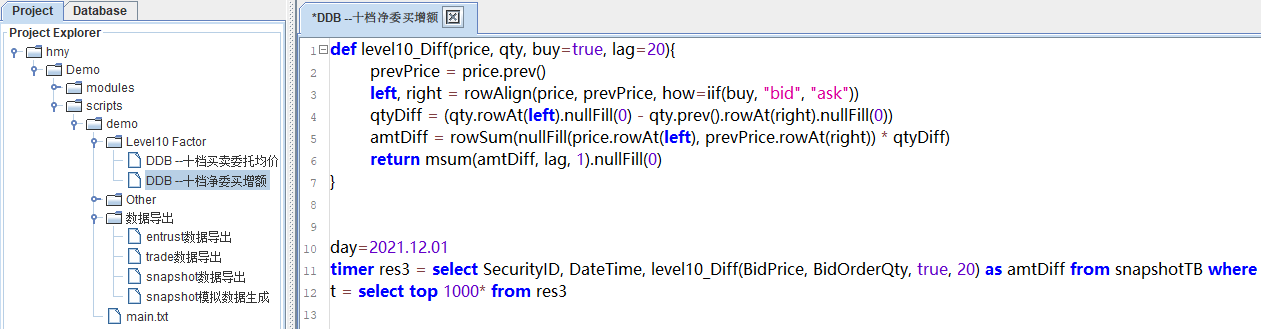 Project
Database
Project Explorer
hmy
Demo
modules
scripts
demo
Level10 Factor
DDB --十档买卖委托均价
DDB --十档净委买增额
Other
数据导出
entrust数据导出
trade数据导出
snapshot数据导出
snapshot模拟数据生成
main.txt
*DDB --十档净委买增额
1 def level10_Diff(price, qty, buy=true, lag=20){
2 prevPrice = price.prev()
3 left, right = rowAlign(price, prevPrice, how=iif(buy, "bid", "ask"))
4 qtyDiff = (qty.rowAt(left).nullFill(0) - qty.prev().rowAt(right).nullFill(0))
5 amtDiff = rowSum(nullFill(price.rowAt(left), prevPrice.rowAt(right)) * qtyDiff)
6 return msum(amtDiff, lag, 1).nullFill(0)
7 }
8
9
10 day=2021.12.01
11 timer res3 = select SecurityID, DateTime, level10_Diff(BidPrice, BidOrderQty, true, 20) as amtDiff from snapshotTB where
12 t = select top 1000* from res3
13